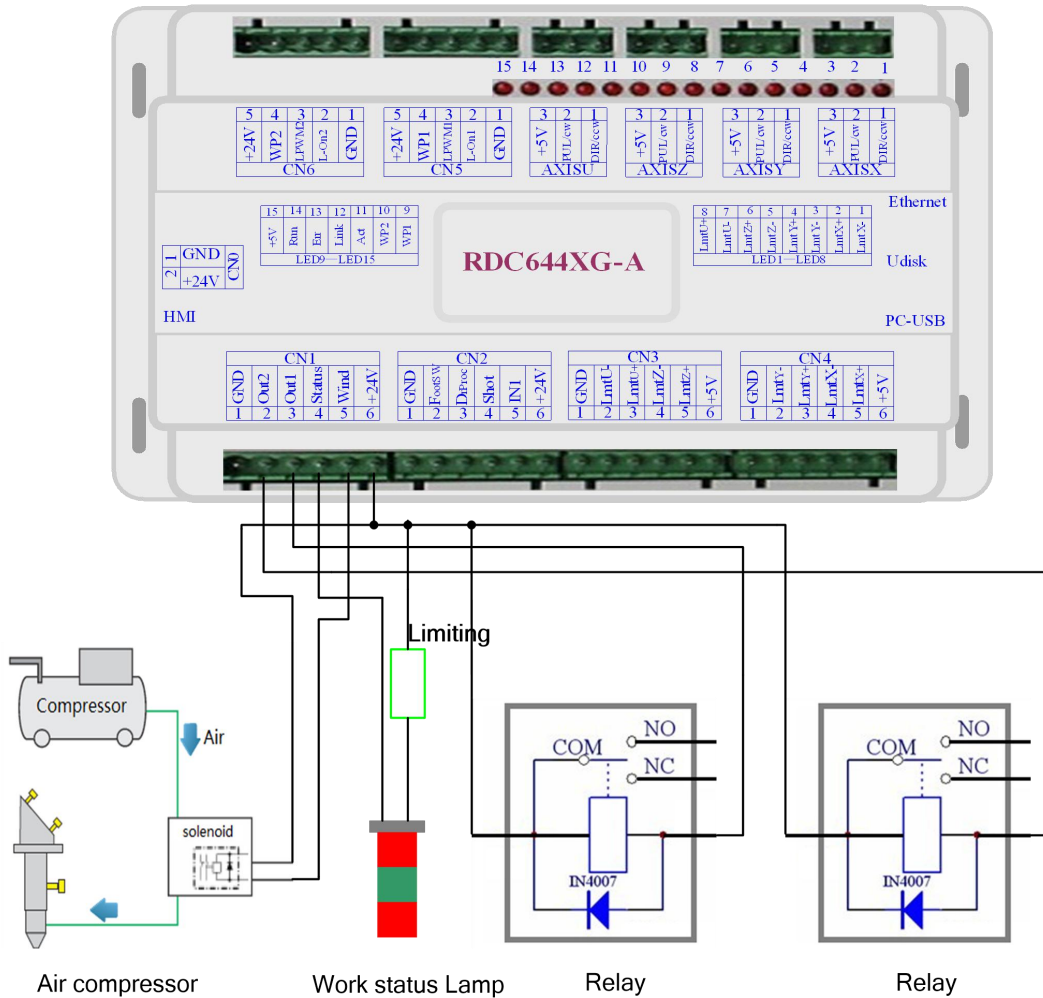 15 14 13 12 11 10 9 8 7 6 5 4 3 2 1
5 4 3 2 1
+24V WP2 LPWM2 L-On2 GND
CN6
5 4 3 2 1
+24V WP1 LPWM1 L-On1 GND
CN5
3 2 1
+5V PUL/cw DIR/ccw
AXISU
3 2 1
+5V PUL/cw DIR/ccw
AXISZ
3 2 1
+5V PUL/cw DIR/ccw
AXISY
3 2 1
+5V PUL/cw DIR/ccw
AXISX
Ethernet
15 14 13 12 11 10 9
+5V Run Err Link Act WP2 WP1
LED9—LED15
8 7 6 5 4 3 2 1
LmtU+ LmtU- LmtZ+ LmtZ- LmtY+ LmtY- LmtX+ LmtX-
LED1—LED8
1 GND
2 +24V
CN0
RDC644XG-A
Udisk
HMI
PC-USB
CN1
GND Out2 Out1 Status Wind +24V
1 2 3 4 5 6
CN2
GND FootSW DrProc Shot IN1 +24V
1 2 3 4 5 6
CN3
GND LmtU- LmtU+ LmtZ- LmtZ+ +5V
1 2 3 4 5 6
CN4
GND LmtY- LmtY+ LmtX- LmtX+ +5V
1 2 3 4 5 6
Limiting
Compressor
Air
solenoid
COM NO
NC
IN4007
COM NO
NC
IN4007
Air compressor
Work status Lamp
Relay
Relay